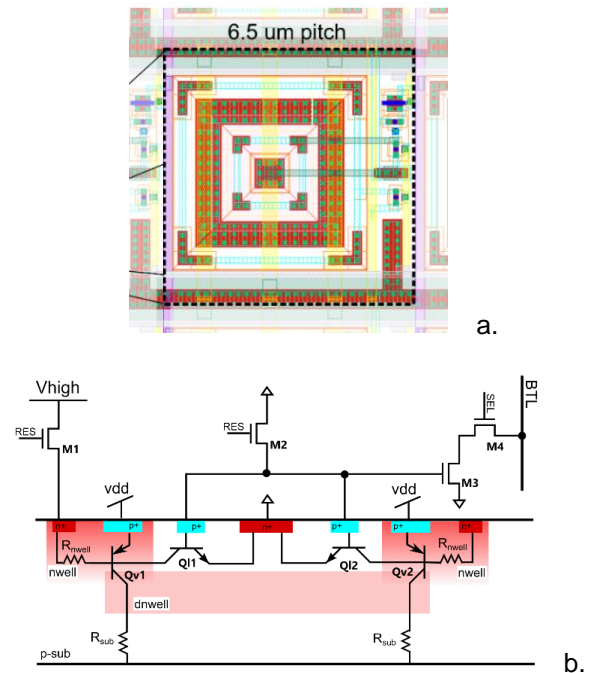 6.5 um pitch
a.
Vhigh
RES
M1
RES
M2
SEL
BTL
M4
M3
vdd
vdd
n+
p+
p+
n+
p+
p+
n+
Rnwell
nwell
Qv1
Ql1
Ql2
Qv2
Rnwell
nwell
dnwell
Rsub
Rsub
p-sub
b.